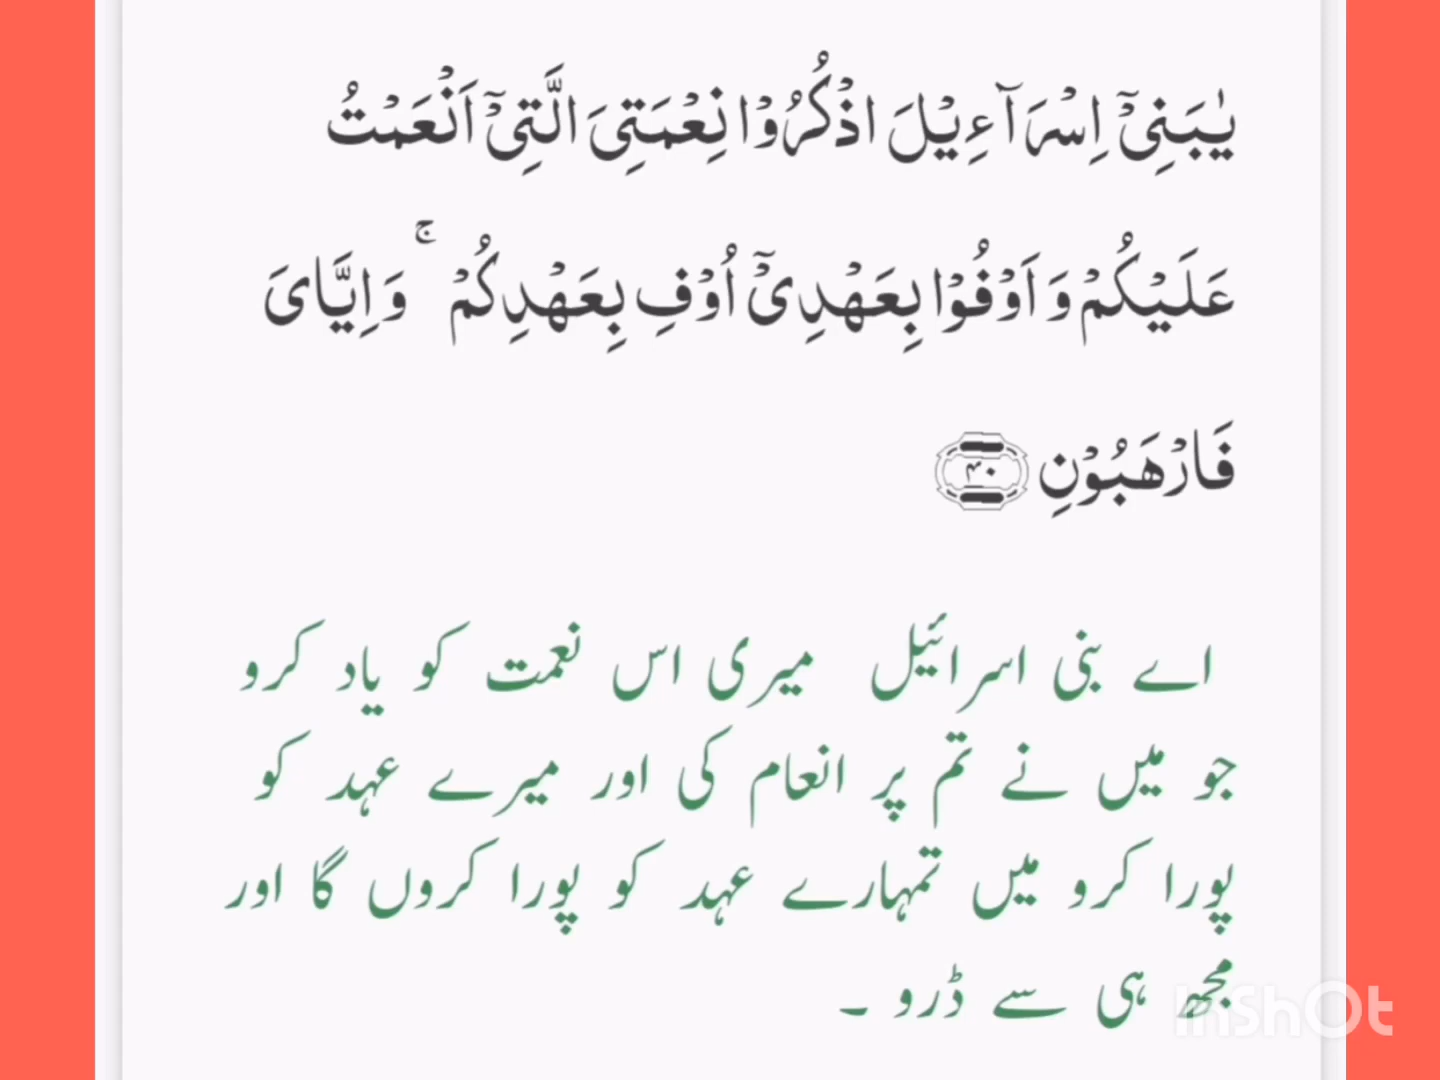 یٰبَنِیۡۤ اِسۡرَآءِیۡلَ اذۡکُرُوۡا نِعۡمَتِیَ الَّتِیۡۤ اَنۡعَمۡتُ
عَلَیۡکُمۡ وَ اَوۡفُوۡا بِعَہۡدِیۡۤ اُوۡفِ بِعَہۡدِکُمۡ ۚ وَ اِیَّایَ
فَارۡہَبُوۡنِ ﴿۴۰﴾
اے بنی اسرائیل میری اس نعمت کو یاد کرو
جو میں نے تم پر انعام کی اور میرے عہد کو
پورا کرو میں تمہارے عہد کو پورا کروں گا اور
مجھ ہی سے ڈرو ۔
InShOt